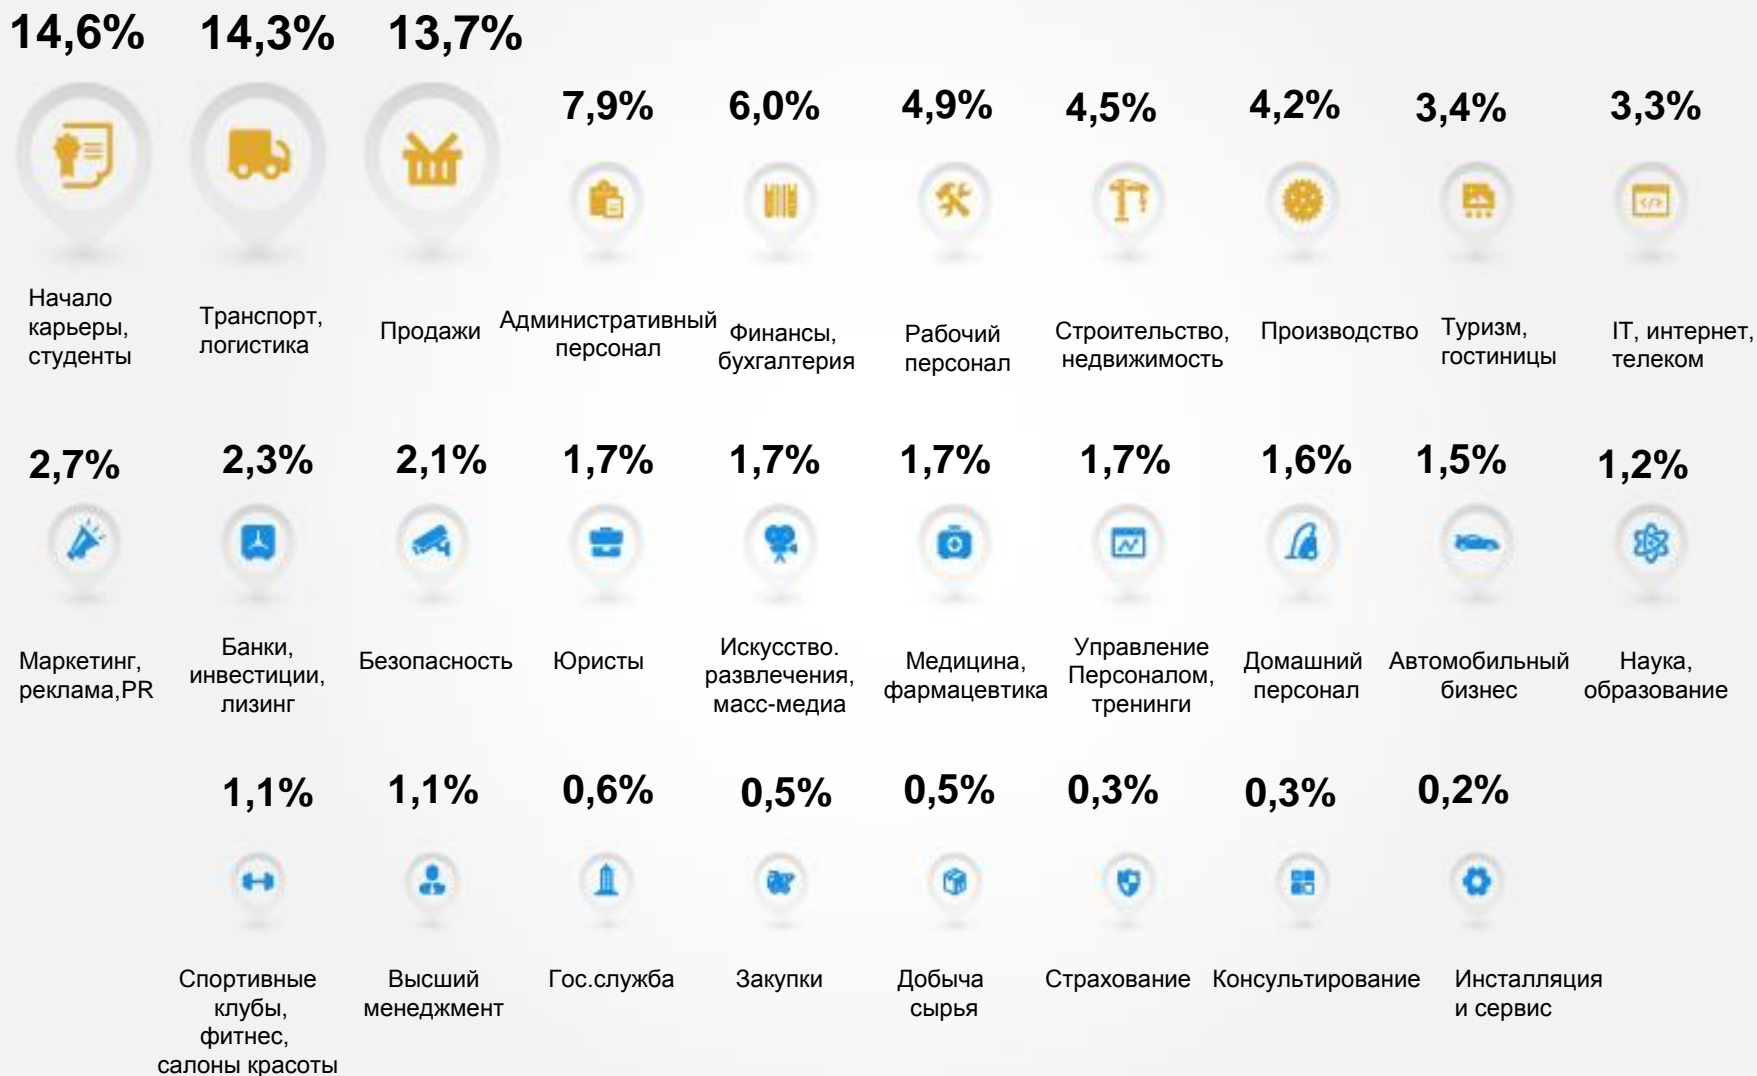 14,6%
14,3%
13,7%
7,9%
6,0%
4,9%
4,5%
4,2%
3,4%
3,3%
Начало
карьеры,
студенты
Транспорт,
логистика
Продажи
Административный
персонал
Финансы,
бухгалтерия
Рабочий
персонал
Строительство,
недвижимость
Производство
Туризм,
гостиницы
IT, интернет,
телеком
2,7%
2,3%
2,1%
1,7%
1,7%
1,7%
1,7%
1,6%
1,5%
1,2%
Маркетинг,
реклама,PR
Банки,
инвестиции,
лизинг
Безопасность
Юристы
Искусство.
развлечения,
масс-медиа
Медицина,
фармацевтика
Управление
Персоналом,
тренинги
Домашний
персонал
Автомобильный
бизнес
Наука,
образование
1,1%
1,1%
0,6%
0,5%
0,5%
0,3%
0,3%
0,2%
Спортивные
клубы,
фитнес,
салоны красоты
Высший
менеджмент
Гос.служба
Закупки
Добыча
сырья
Страхование
Консультирование
Инсталляция
и сервис